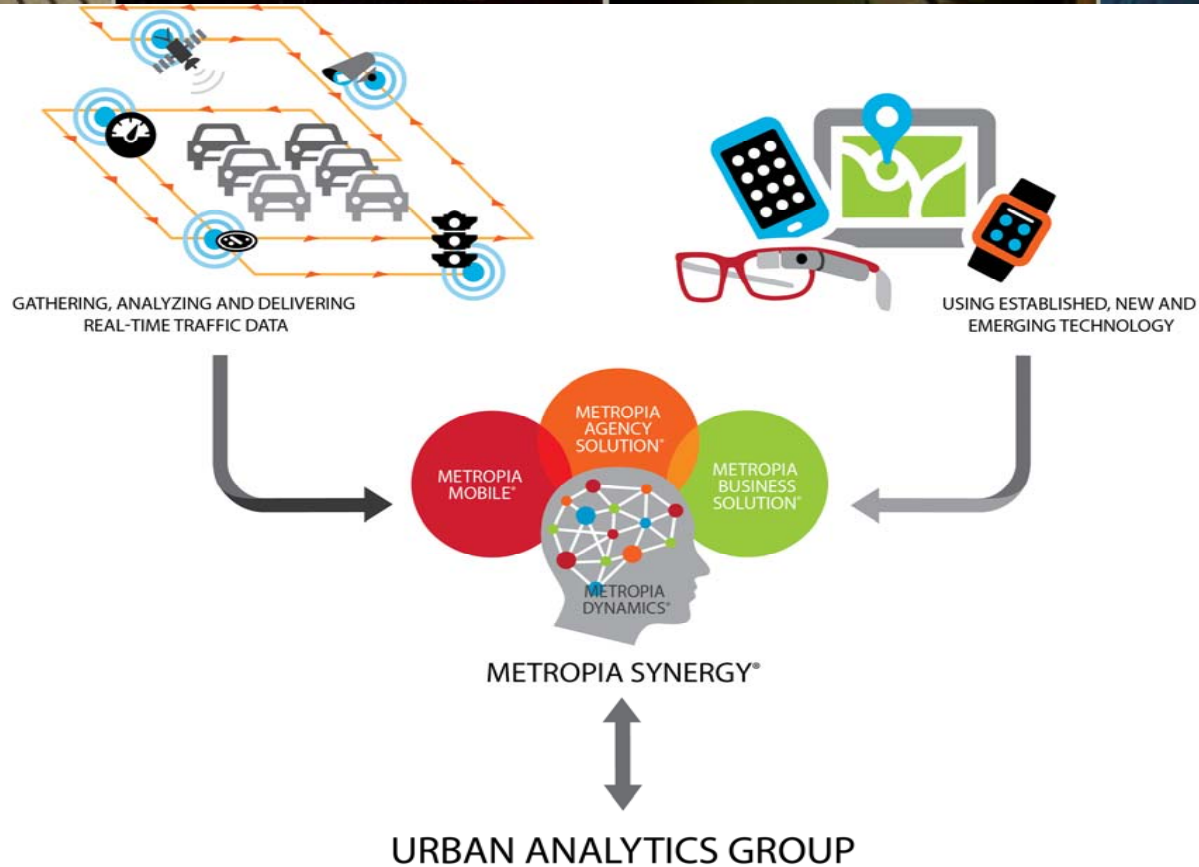 GATHERING, ANALYZING AND DELIVERING
REAL-TIME TRAFFIC DATA
USING ESTABLISHED, NEW AND
EMERGING TECHNOLOGY
METROPIA
MOBILE®
METROPIA
AGENCY
SOLUTION®
METROPIA
BUSINESS
SOLUTION®
METROPIA
DYNAMICS®
METROPIA SYNERGY®
URBAN ANALYTICS GROUP